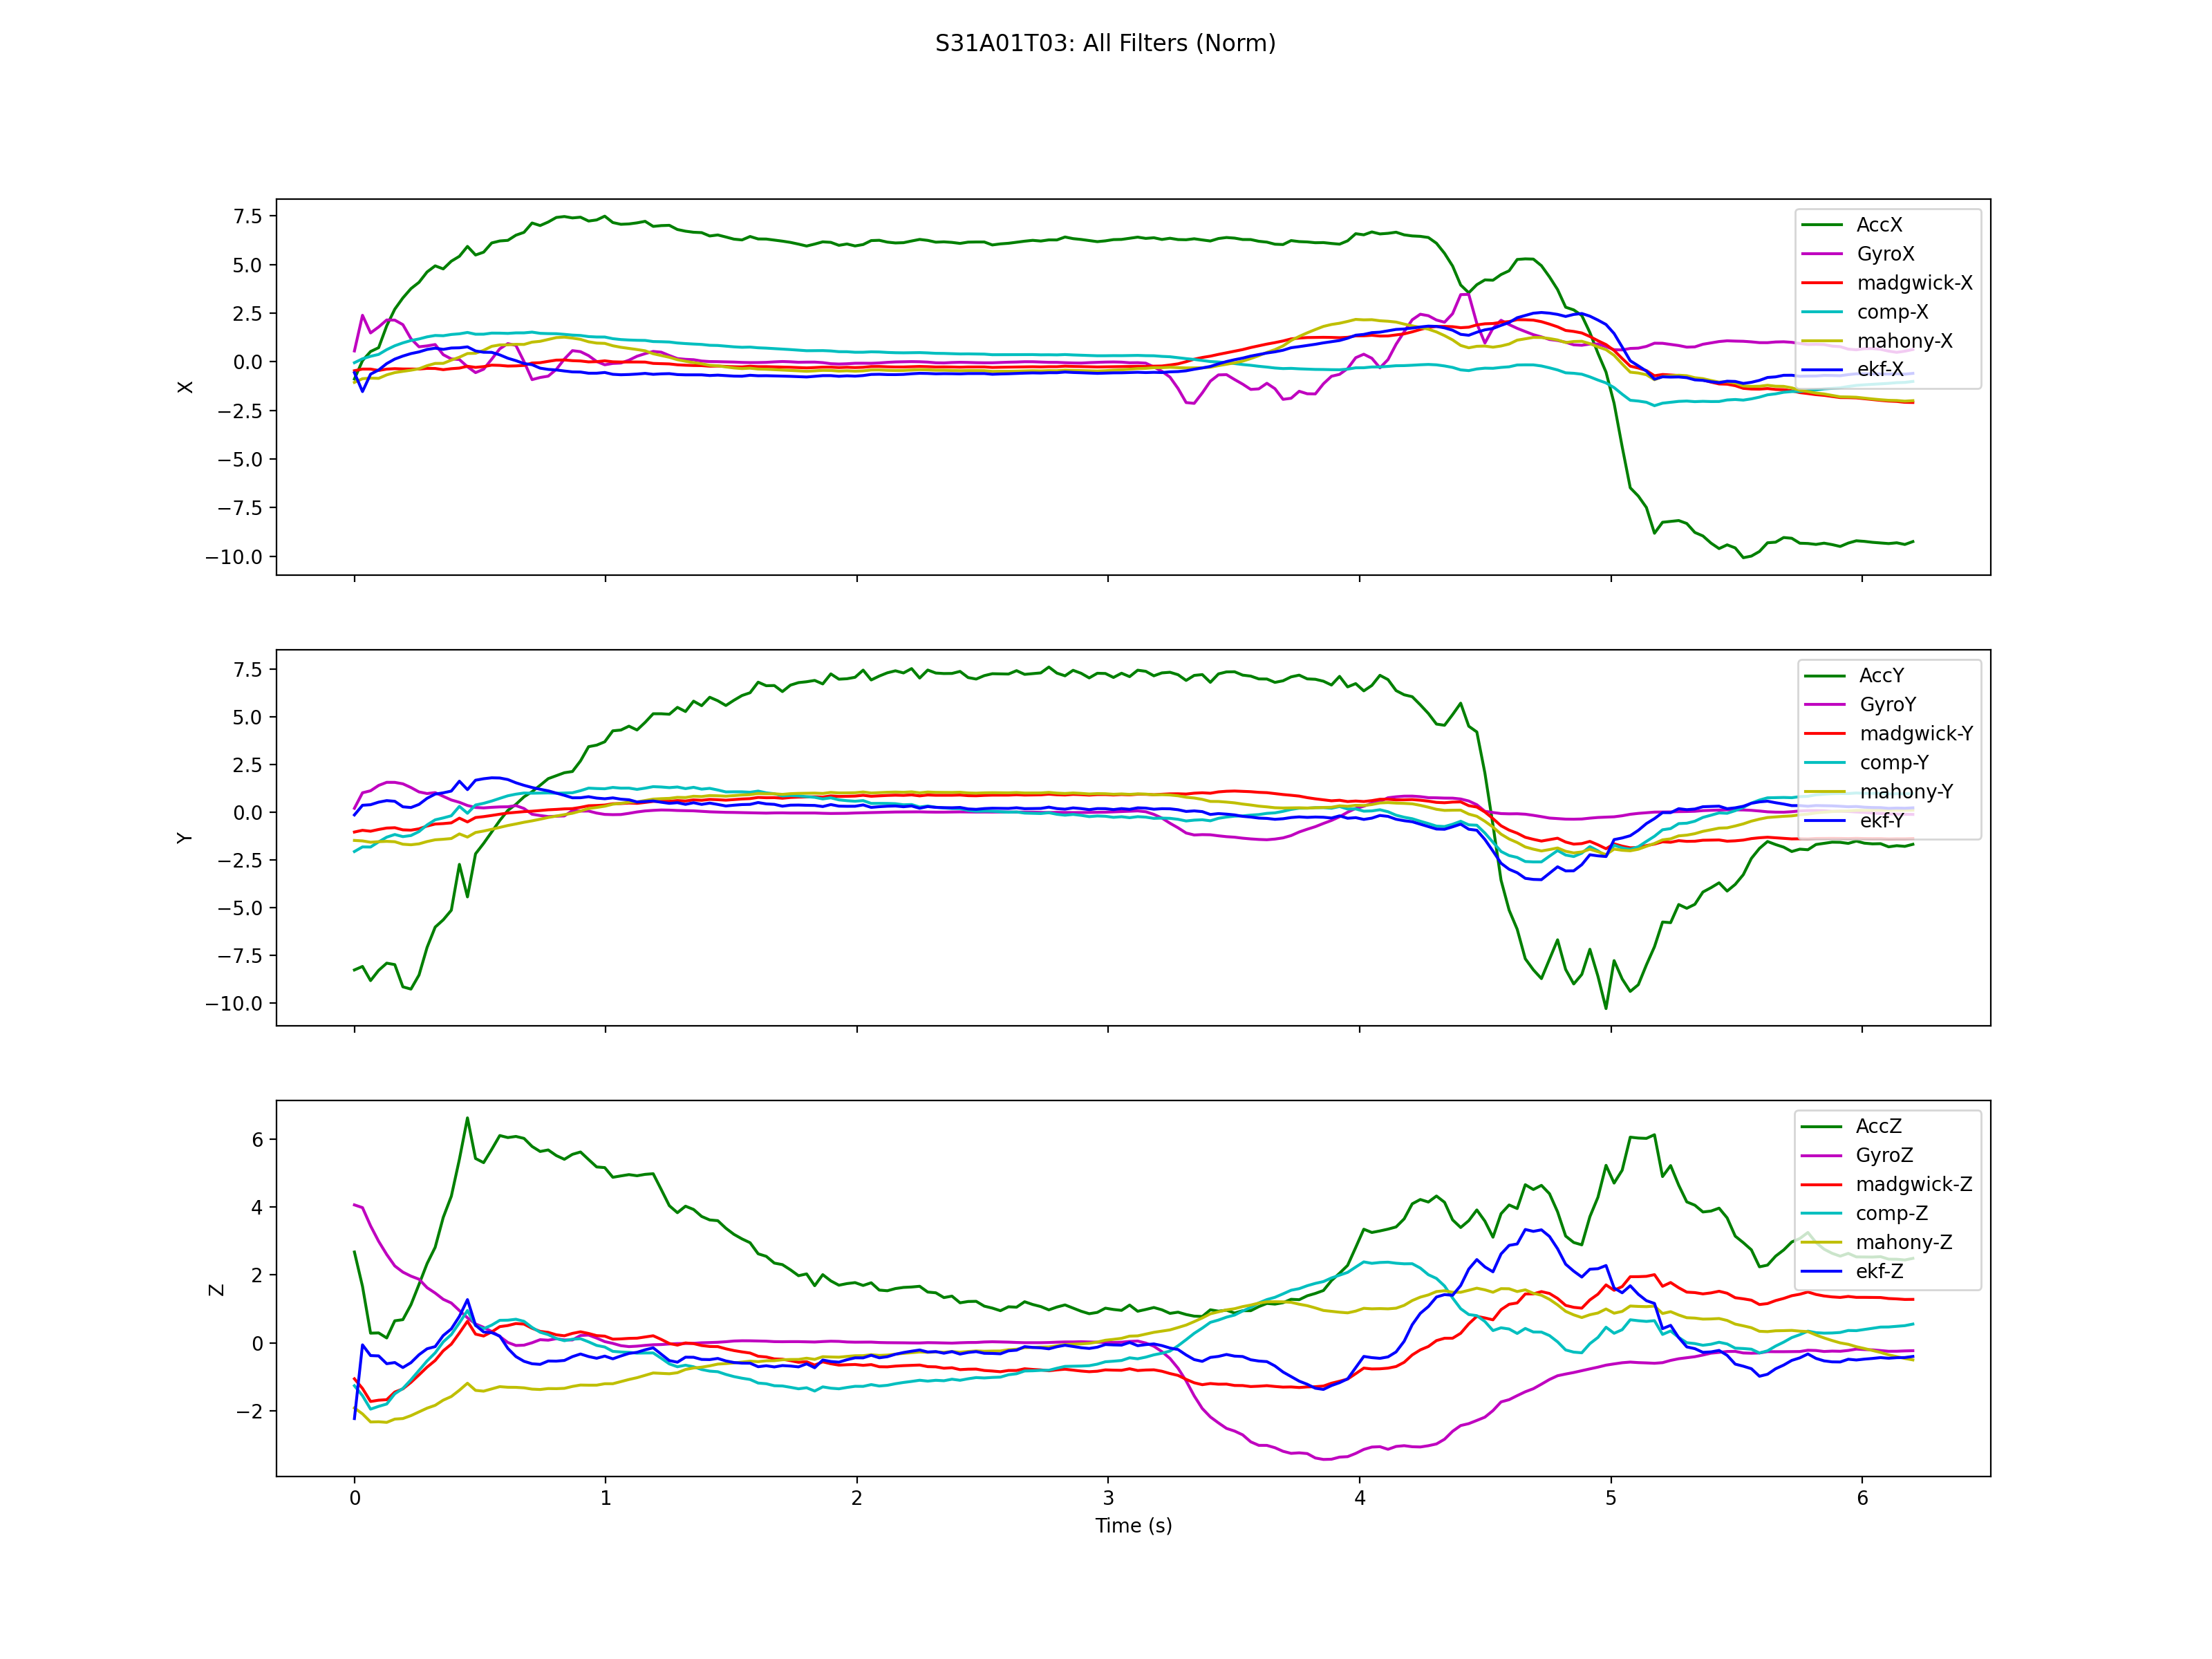 S31A01T03: All Filters (Norm)
7.5
5.0
2.5
0.0
−2.5
−5.0
−7.5
−10.0
X
AccX
GyroX
madgwick-X
comp-X
mahony-X
ekf-X
7.5
5.0
2.5
0.0
−2.5
−5.0
−7.5
−10.0
Y
AccY
GyroY
madgwick-Y
comp-Y
mahony-Y
ekf-Y
6
4
2
0
−2
Z
AccZ
GyroZ
madgwick-Z
comp-Z
mahony-Z
ekf-Z
0 1 2 3 4 5 6
Time (s)